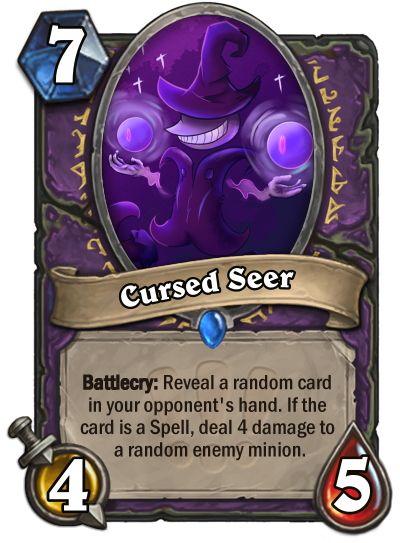 7
Cursed Seer
Battlecry: Reveal a random card
in your opponent's hand. If the
card is a Spell, deal 4 damage to
a random enemy minion.
4
5